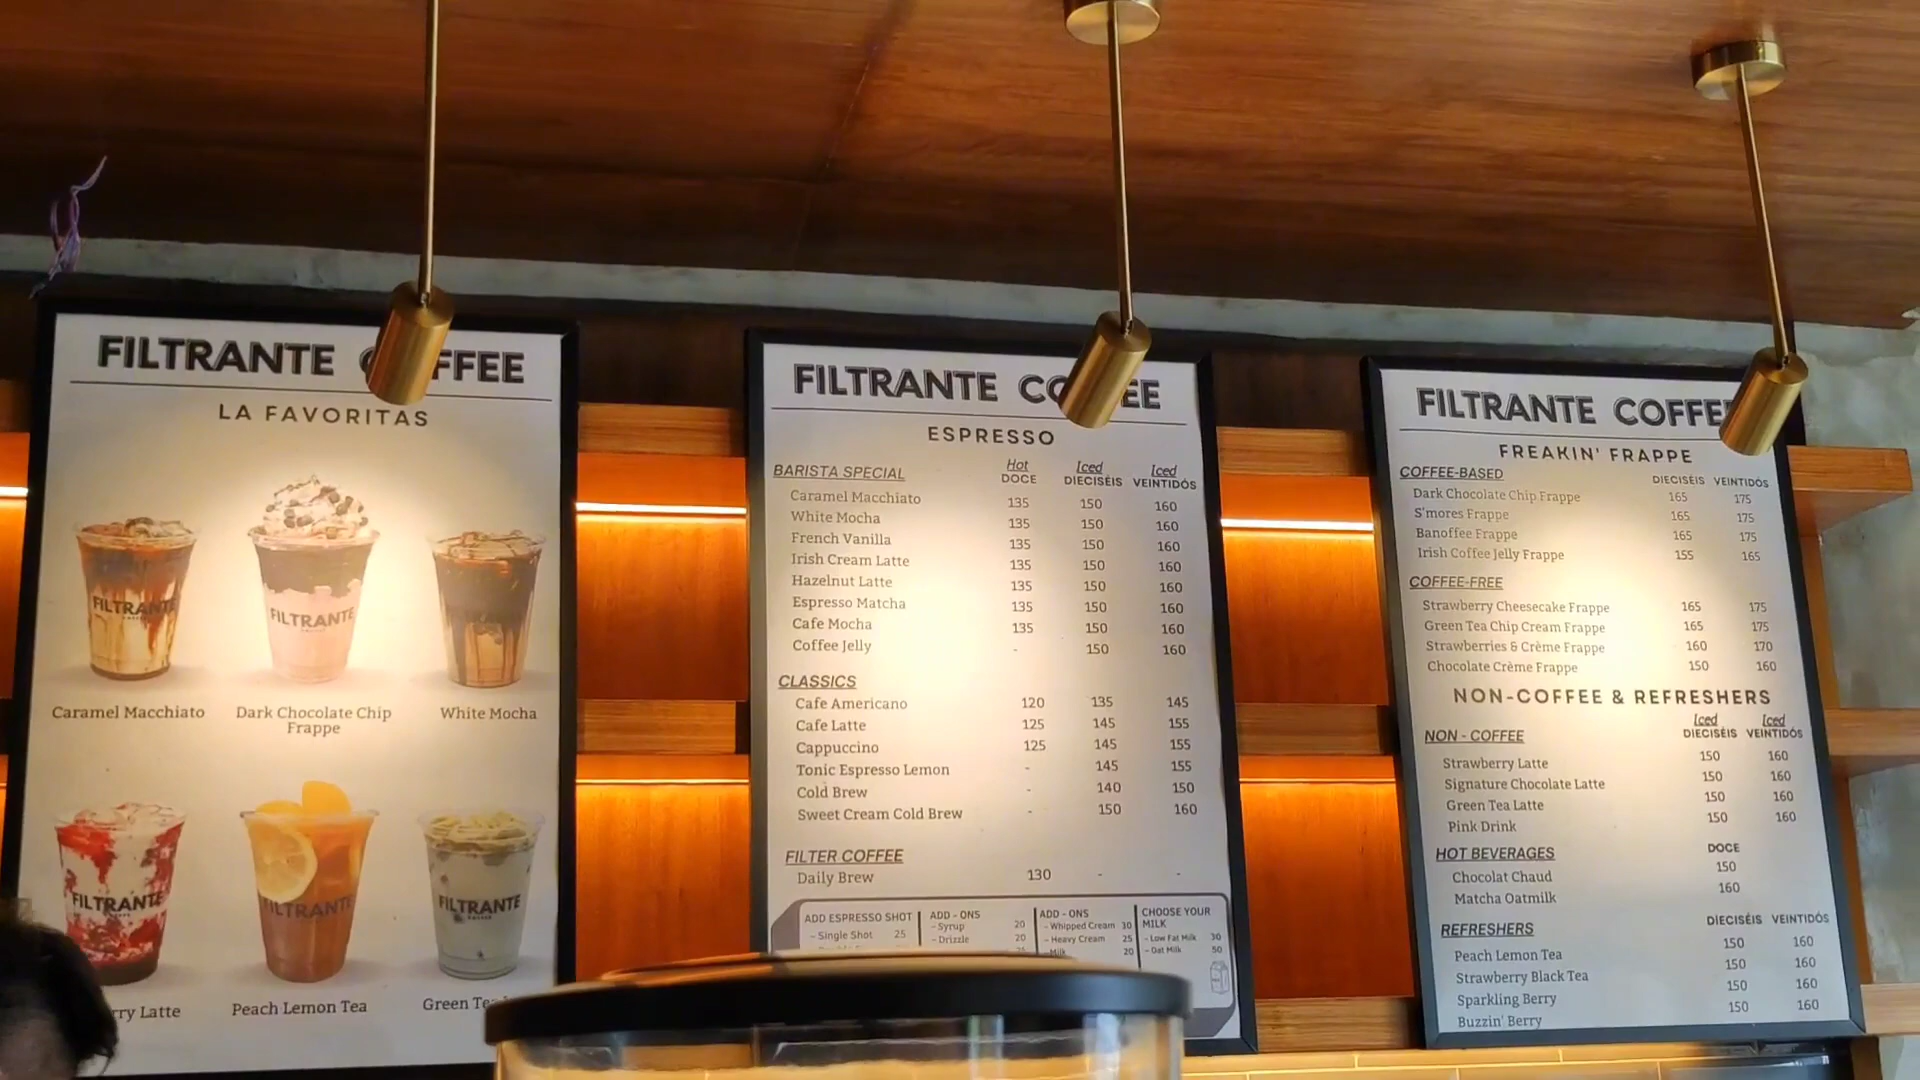 FILTRANTE FFEE
LA FAVORITAS
FILTRANTE
FILTRANTE
Caramel Macchiato
Dark Chocolate Chip
Frappe
White Mocha
FILTRANTE
FILTRANTE
FILTRANTE
Latte
Peach Lemon Tea
Green
FILTRANTE
ESPRESSO
BARISTA SPECIAL Hot DOCE Iced DIECISÉIS Iced VEINTIDÓS
Caramel Macchiato 135 150 160
White Mocha 135 150 160
French Vanilla 135 150 160
Irish Cream Latte 135 150 160
Hazelnut Latte 135 150 160
Espresso Matcha 135 150 160
Cafe Mocha 135 150 160
Coffee Jelly - 150 160
CLASSICS
Cafe Americano 120 135 145
Cafe Latte 125 145 155
Cappuccino 125 145 155
Tonic Espresso Lemon - 145 155
Cold Brew - 140 150
Sweet Cream Cold Brew - 150 160
FILTER COFFEE
Daily Brew 130 - -
ADD ESPRESSO SHOT
- Single Shot 25
ADD - ONS
- Syrup 20
- Drizzle 20
ADD - ONS
- Whipped Cream 30
- Heavy Cream 25
- Milk 20
CHOOSE YOUR
MILK
- Low Fat Milk 30
- Oat Milk 50
FILTRANTE COFFE
FREAKIN' FRAPPE
COFFEE-BASED DIECISÉIS VEINTIDÓS
Dark Chocolate Chip Frappe 165 175
S'mores Frappe 165 175
Banoffee Frappe 165 175
Irish Coffee Jelly Frappe 155 165
COFFEE-FREE
Strawberry Cheesecake Frappe 165 175
Green Tea Chip Cream Frappe 165 175
Strawberries & Crème Frappe 160 170
Chocolate Crème Frappe 150 160
NON-COFFEE & REFRESHERS
NON - COFFEE Iced DIECISÉIS Iced VEINTIDÓS
Strawberry Latte 150 160
Signature Chocolate Latte 150 160
Green Tea Latte 150 160
Pink Drink 150 160
HOT BEVERAGES DOCE
Chocolat Chaud 150
Matcha Oatmilk 160
REFRESHERS DIECISÉIS VEINTIDÓS
Peach Lemon Tea 150 160
Strawberry Black Tea 150 160
Sparkling Berry 150 160
Buzzin' Berry 150 160